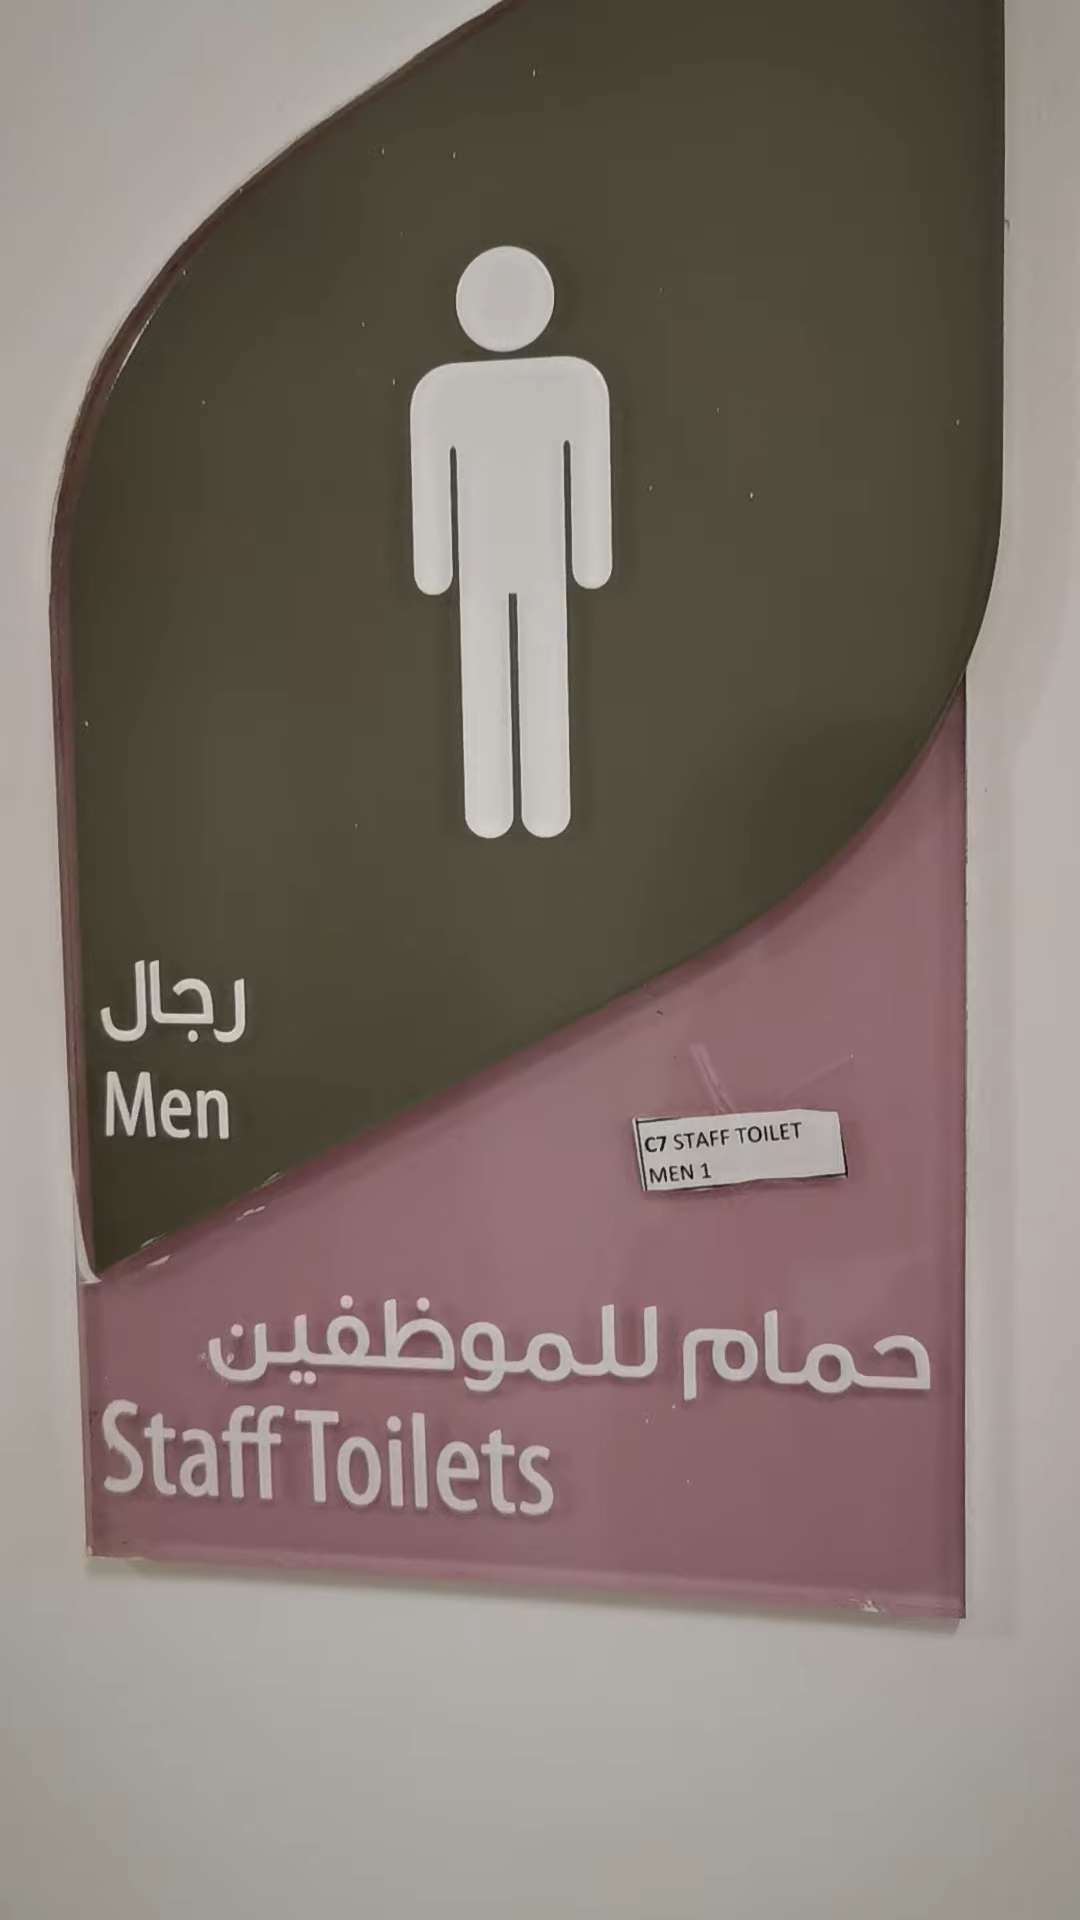 رجال
Men
C7 STAFF TOILET
MEN 1
حمام للموظفين
Staff Toilets